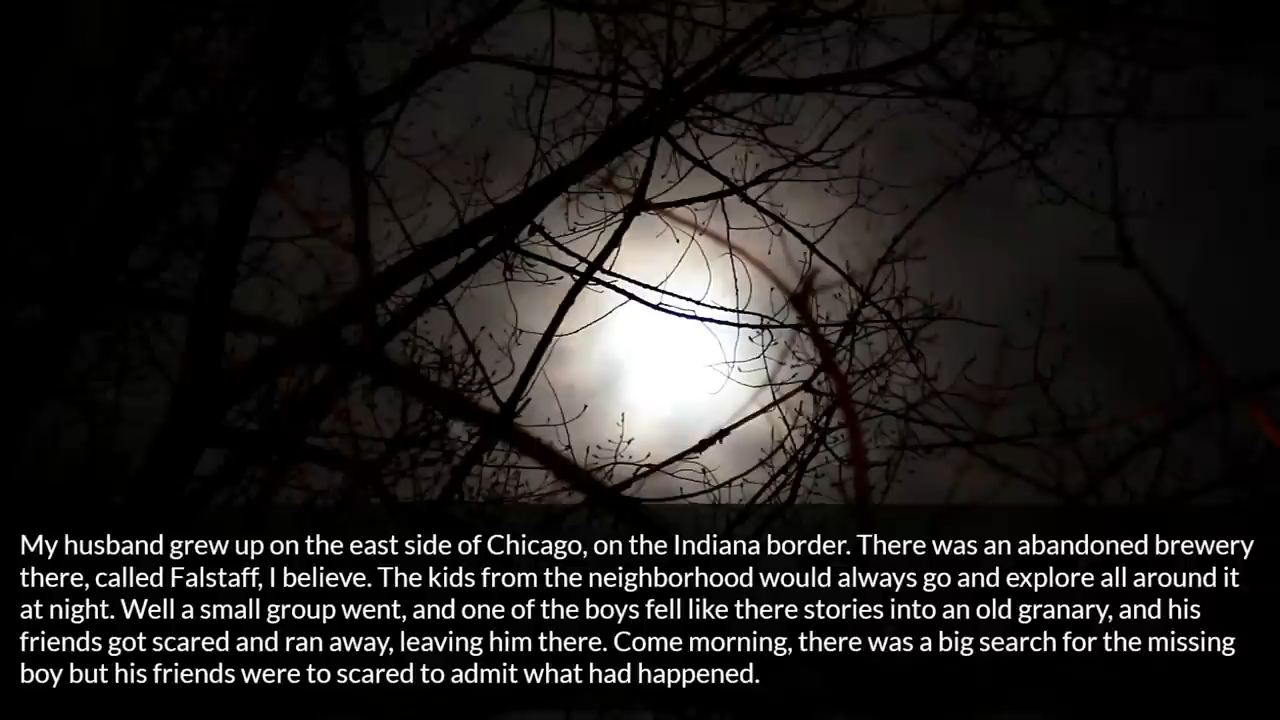 My husband grew up on the east side of Chicago, on the Indiana border. There was an abandoned brewery
there, called Falstaff, I believe. The kids from the neighborhood would always go and explore all around it
at night. Well a small group went, and one of the boys fell like there stories into an old granary, and his
friends got scared and ran away, leaving him there. Come morning, there was a big search for the missing
boy but his friends were to scared to admit what had happened.